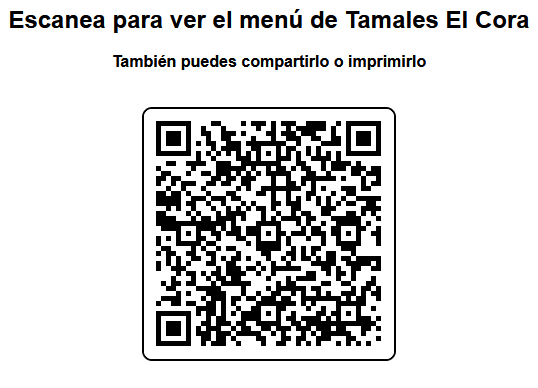 Escanea para ver el menú de Tamales El Cora
También puedes compartirlo o imprimirlo